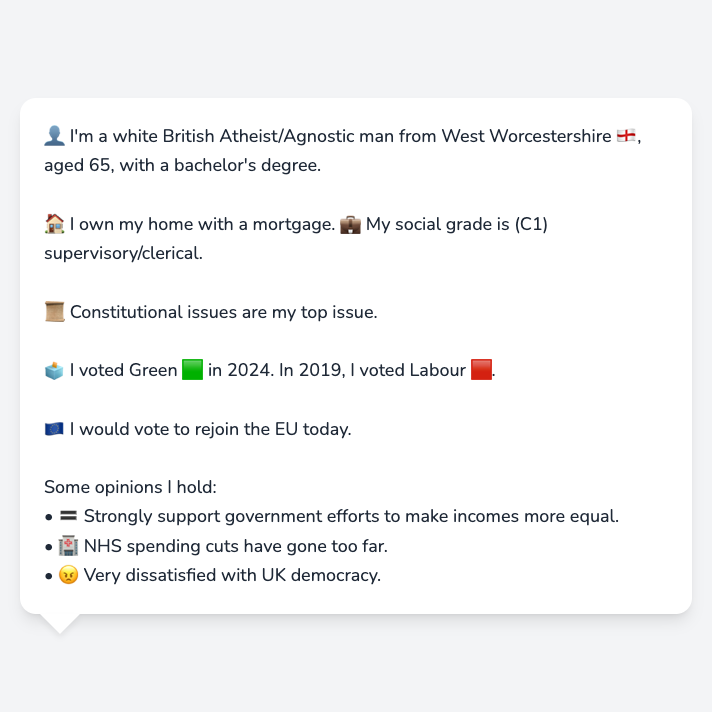 👤 I'm a white British Atheist/Agnostic man from West Worcestershire 🏴󠁧󠁢󠁥󠁮󠁧󠁿,
aged 65, with a bachelor's degree.
🏠 I own my home with a mortgage. 💼 My social grade is (C1)
supervisory/clerical.
📜 Constitutional issues are my top issue.
🗳️ I voted Green 🟩 in 2024. In 2019, I voted Labour 🟥.
🇪🇺 I would vote to rejoin the EU today.
Some opinions I hold:
• 🟰 Strongly support government efforts to make incomes more equal.
• 🏥 NHS spending cuts have gone too far.
• 😠 Very dissatisfied with UK democracy.